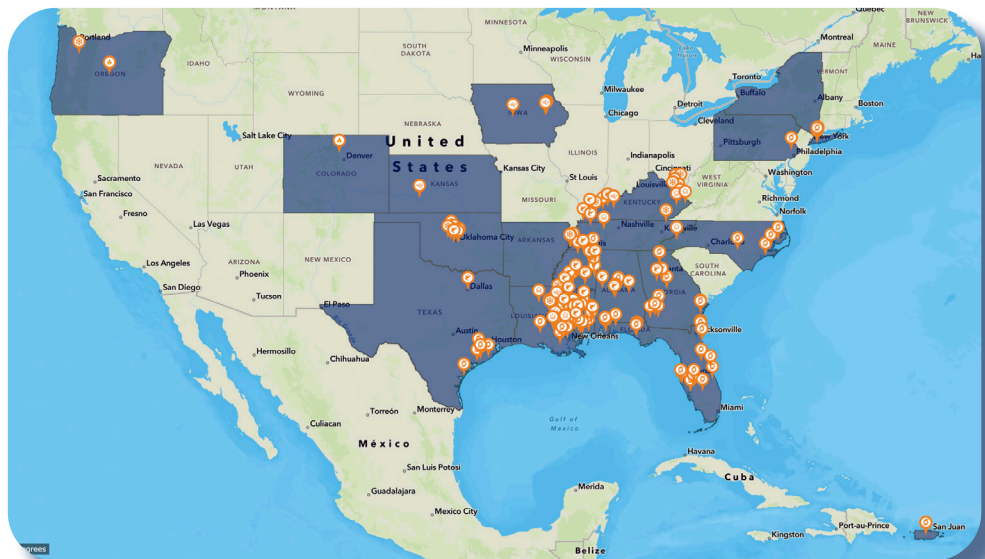 Quebec
NEW
BRUNSWICK
MINNESOTA
Montreal
MAINE
Portland
SOUTH
DAKOTA
Minneapolis
WISCONSIN
OREGON
IDAHO
Toronto
VERMONT
WYOMING
Milwaukee
Buffalo
Albany
Detroit
Boston
Chicago
Cleveland
NEBRASKA
Salt Lake City
United
New York
Pittsburgh
Philadelphia
Denver
ILLINOIS
Indianapolis
NEVADA
UTAH
COLORADO
States
Kansas City
Cincinnati
Washington
Sacramento
KANSAS
St Louis
WEST
VIRGINIA
San Francisco
Louisville
MISSOURI
KENTUCKY
Richmond
Fresno
Norfolk
Las Vegas
Nashville
Oklahoma City
ARKANSAS
Los Angeles
ARIZONA
NEW MEXICO
SOUTH
CAROLINA
Phoenix
San Diego
Dallas
Tucson
El Paso
TEXAS
Austin
Houston
New Orleans
Hermosillo
Chihuahua
Torreón
Monterrey
Miami
Culiacan
Gulf of
Mexico
México
Havana
San Luis Potosi
Cuba
Guadalajara
Merida
Mexico City
Port-au-Prince
San Juan
Kingston
Belize